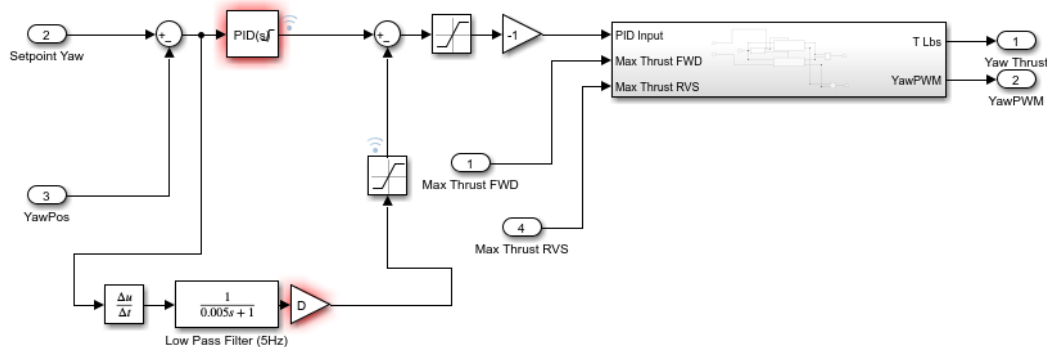 2
Setpoint Yaw
+
−
PID(s)
+
−
-1
PID Input
Max Thrust FWD
Max Thrust RVS
T Lbs
YawPWM
1
Yaw Thrust
2
YawPWM
1
Max Thrust FWD
4
Max Thrust RVS
3
YawPos
Δu
Δt
1
0.005s + 1
D
Low Pass Filter (5Hz)